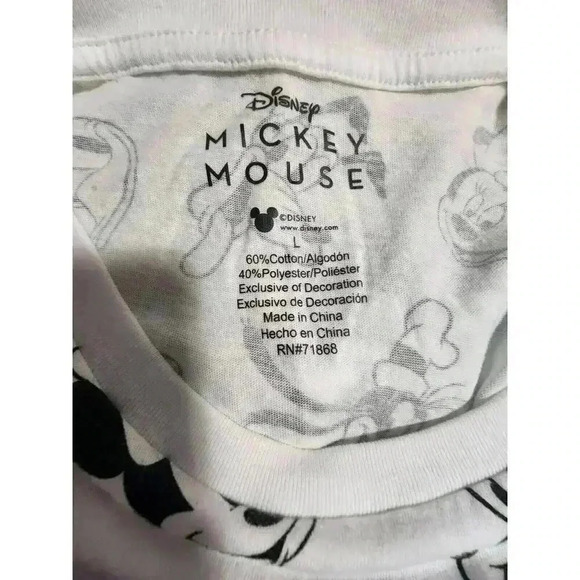 Disney
MICKEY
MOUSE
©DISNEY
www.disney.com
L
60%Cotton/Algodón
40%Polyester/Poliéster
Exclusive of Decoration
Exclusivo de Decoración
Made in China
Hecho en China
RN#71868